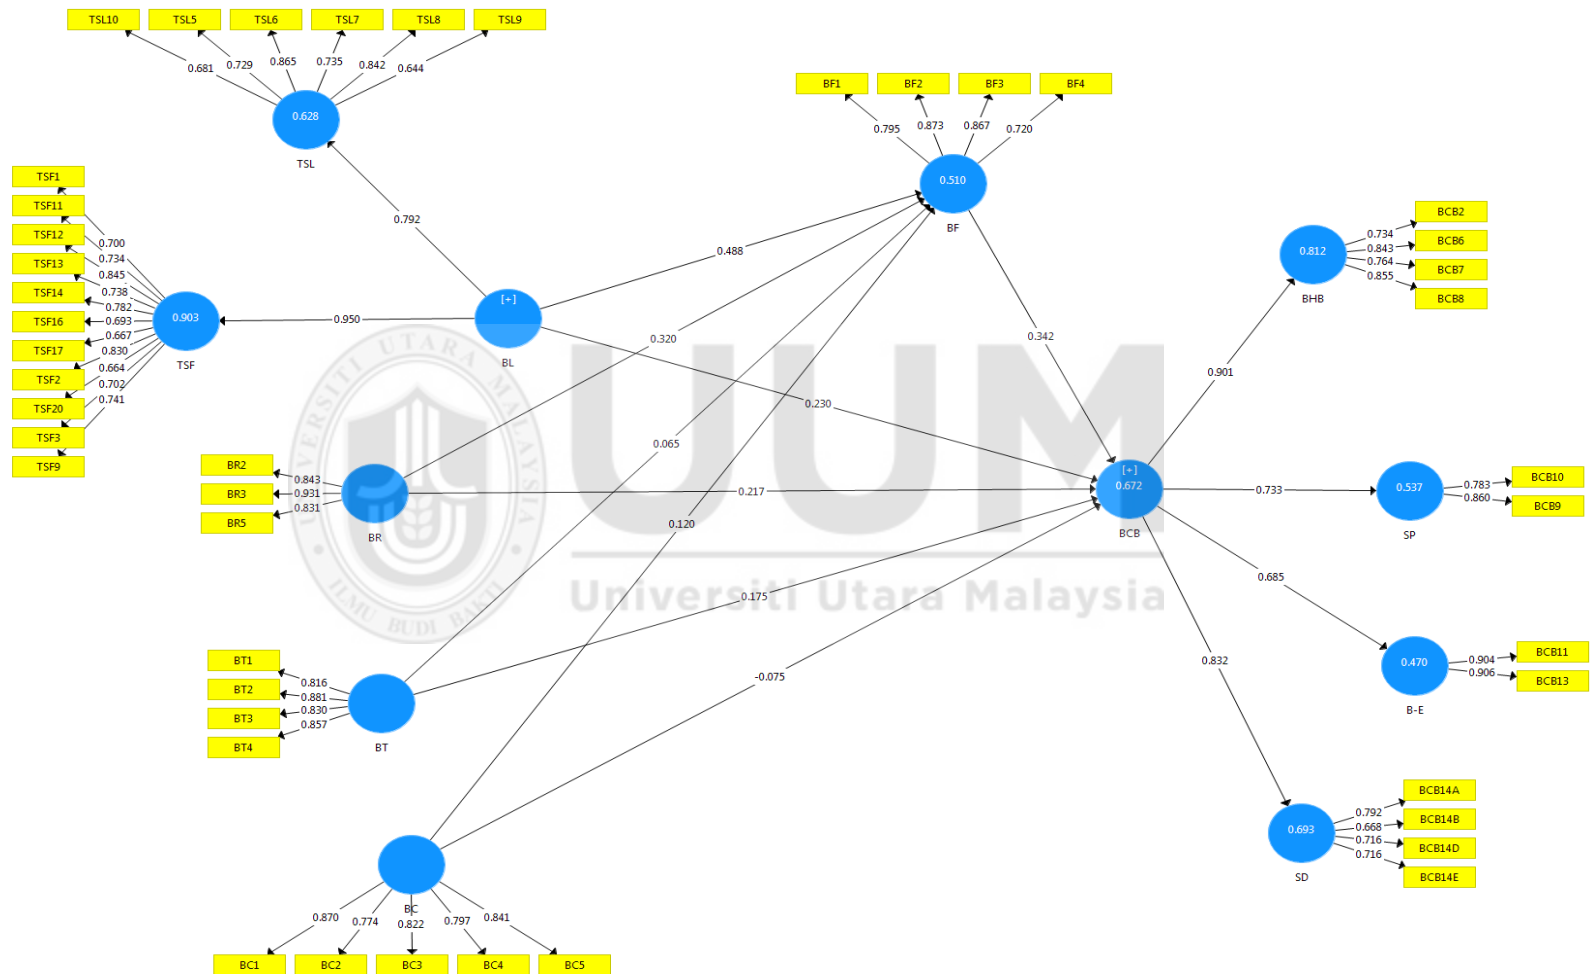 TSL10 TSL5 TSL6 TSL7 TSL8 TSL9
0.681 0.729 0.865 0.735 0.842 0.644
0.628
TSL
BF1 BF2 BF3 BF4
0.795 0.873 0.867 0.720
0.510
BF
TSF1
TSF11
TSF12
TSF13
TSF14
TSF16
TSF17
TSF2
TSF20
TSF3
TSF9
0.700
0.734
0.845
0.738
0.782
0.693
0.667
0.830
0.664
0.702
0.741
0.903
TSF
0.792
0.950
[+]
BL
0.488
0.320
0.230
0.065
0.120
0.342
0.217
0.175
-0.075
BR2
BR3
BR5
0.843
0.931
0.831
BR
BT1
BT2
BT3
BT4
0.816
0.881
0.830
0.857
BT
BC
0.870 0.774 0.822 0.797 0.841
BC1 BC2 BC3 BC4 BC5
[+]
0.672
BCB
0.901
0.733
0.685
0.832
0.812
BHB
0.734
0.843
0.764
0.855
BCB2
BCB6
BCB7
BCB8
0.537
SP
0.783
0.860
BCB10
BCB9
0.470
B-E
0.904
0.906
BCB11
BCB13
0.693
SD
0.792
0.668
0.716
0.716
BCB14A
BCB14B
BCB14D
BCB14E
UUM
Universiti Utara Malaysia
UNIVERSITI UTARA MALAYSIA
ILMU BUDI BAKTI